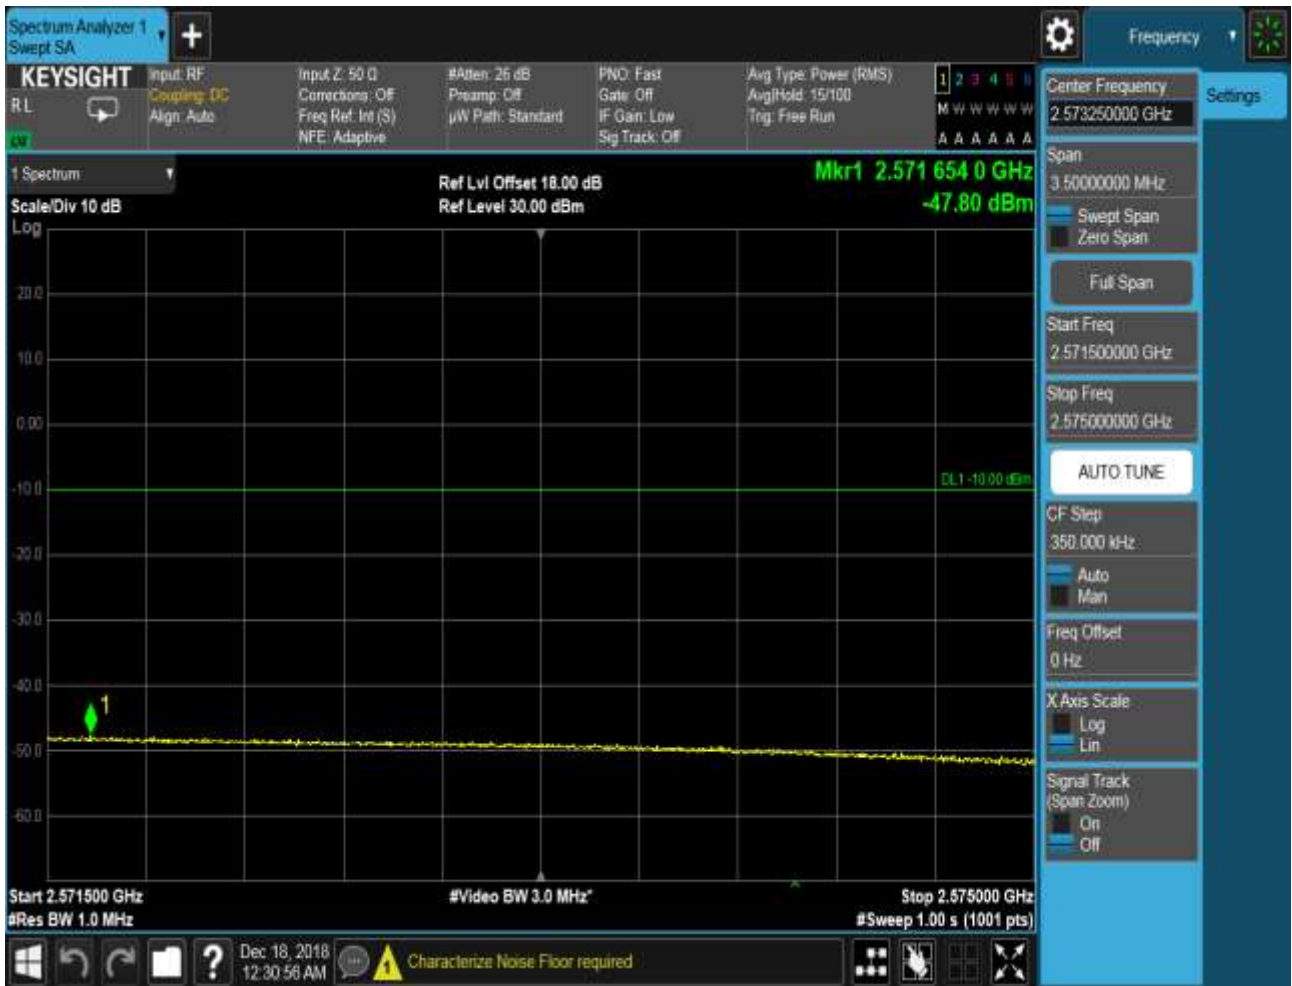 Spectrum Analyzer 1
Swept SA
Frequency
KEYSIGHT
RL
Input: RF
Coupling: DC
Align: Auto
Input Z: 50 Ω
Corrections: Off
Freq Ref: Int (S)
NFE: Adaptive
#Atten: 26 dB
Preamp: Off
µW Path: Standard
PNO: Fast
Gate: Off
IF Gain: Low
Sig Track: Off
Avg Type: Power (RMS)
Avg|Hold: 15/100
Trig: Free Run
1 2 3 4 5 6
M W W W W W
A A A A A A
1 Spectrum
Scale/Div 10 dB
Log
Ref Lvl Offset 18.00 dB
Ref Level 30.00 dBm
Mkr1 2.571 654 0 GHz
-47.80 dBm
20.0
10.0
0.00
-10.0
-20.0
-30.0
-40.0
-50.0
-60.0
DL1 -10.00 dBm
1
Start 2.571500 GHz
#Res BW 1.0 MHz
#Video BW 3.0 MHz*
Stop 2.575000 GHz
#Sweep 1.00 s (1001 pts)
Center Frequency
2.573250000 GHz
Settings
Span
3.50000000 MHz
Swept Span
Zero Span
Full Span
Start Freq
2.571500000 GHz
Stop Freq
2.575000000 GHz
AUTO TUNE
CF Step
350.000 kHz
Auto
Man
Freq Offset
0 Hz
X Axis Scale
Log
Lin
Signal Track
(Span Zoom)
On
Off
?
Dec 18, 2018
12:30:56 AM
1
Characterize Noise Floor required